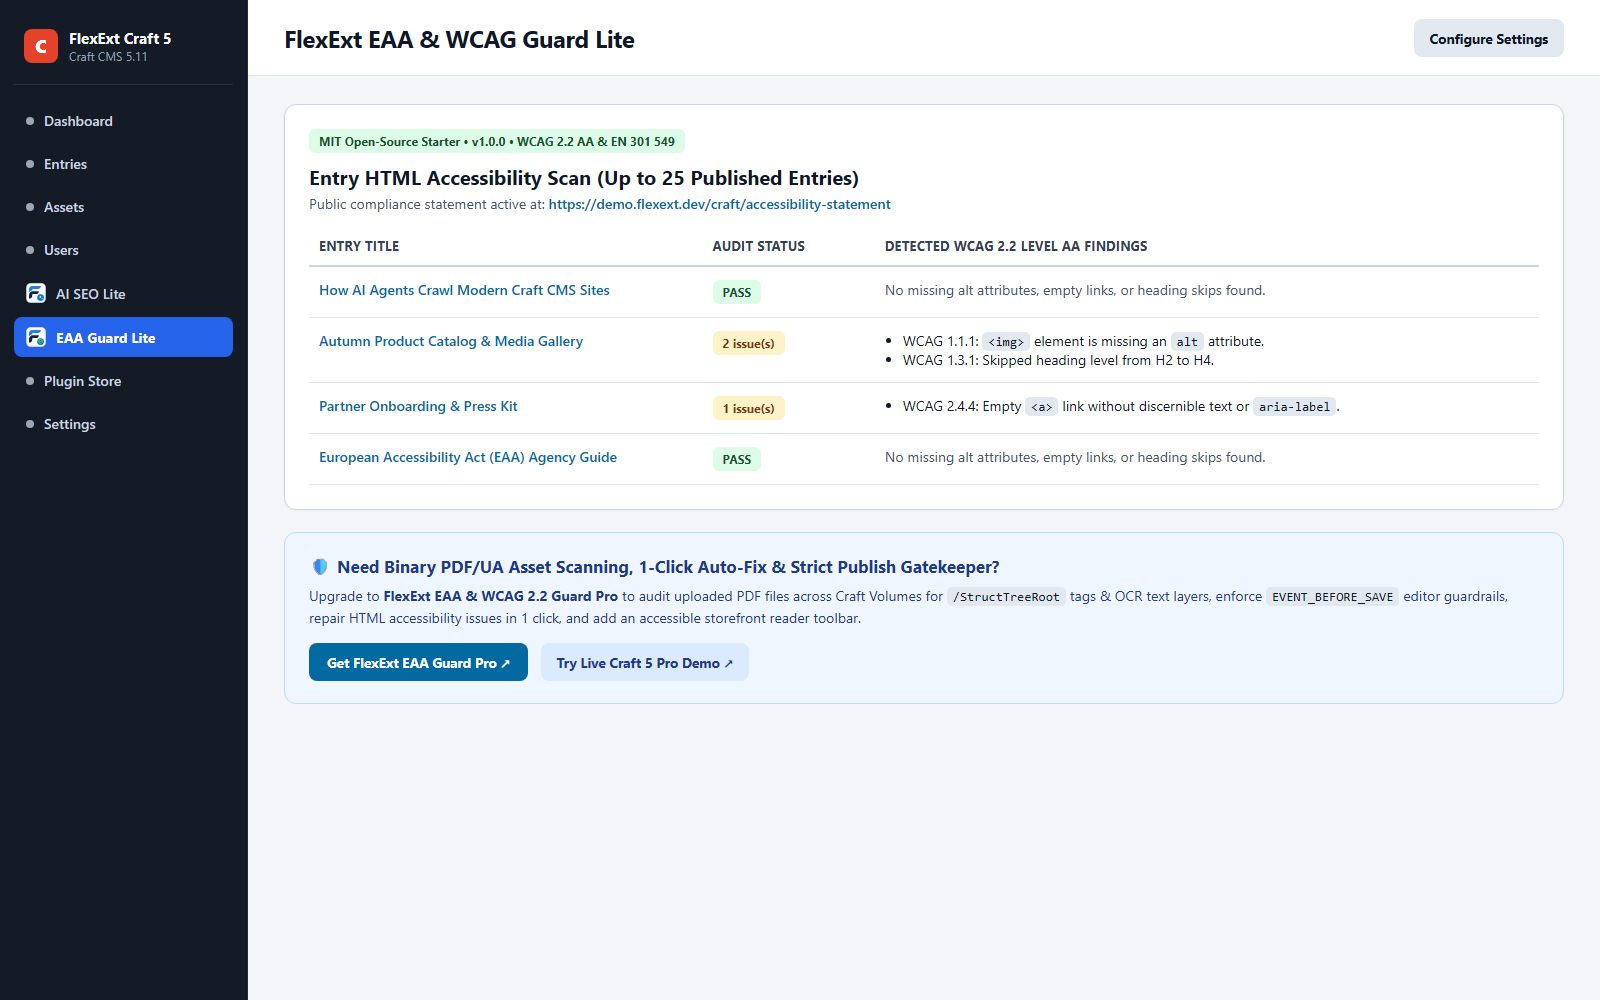 C
FlexExt Craft 5
Craft CMS 5.11
Dashboard
Entries
Assets
Users
AI SEO Lite
EAA Guard Lite
Plugin Store
Settings
FlexExt EAA & WCAG Guard Lite
Configure Settings
MIT Open-Source Starter • v1.0.0 • WCAG 2.2 AA & EN 301 549
Entry HTML Accessibility Scan (Up to 25 Published Entries)
Public compliance statement active at: https://demo.flexext.dev/craft/accessibility-statement
ENTRY TITLE AUDIT STATUS DETECTED WCAG 2.2 LEVEL AA FINDINGS
How AI Agents Crawl Modern Craft CMS Sites PASS No missing alt attributes, empty links, or heading skips found.
Autumn Product Catalog & Media Gallery 2 issue(s) • WCAG 1.1.1: <img> element is missing an alt attribute.
• WCAG 1.3.1: Skipped heading level from H2 to H4.
Partner Onboarding & Press Kit 1 issue(s) • WCAG 2.4.4: Empty <a> link without discernible text or aria-label.
European Accessibility Act (EAA) Agency Guide PASS No missing alt attributes, empty links, or heading skips found.
Need Binary PDF/UA Asset Scanning, 1-Click Auto-Fix & Strict Publish Gatekeeper?
Upgrade to FlexExt EAA & WCAG 2.2 Guard Pro to audit uploaded PDF files across Craft Volumes for /StructTreeRoot tags & OCR text layers, enforce EVENT_BEFORE_SAVE editor guardrails,
repair HTML accessibility issues in 1 click, and add an accessible storefront reader toolbar.
Get FlexExt EAA Guard Pro ↗
Try Live Craft 5 Pro Demo ↗